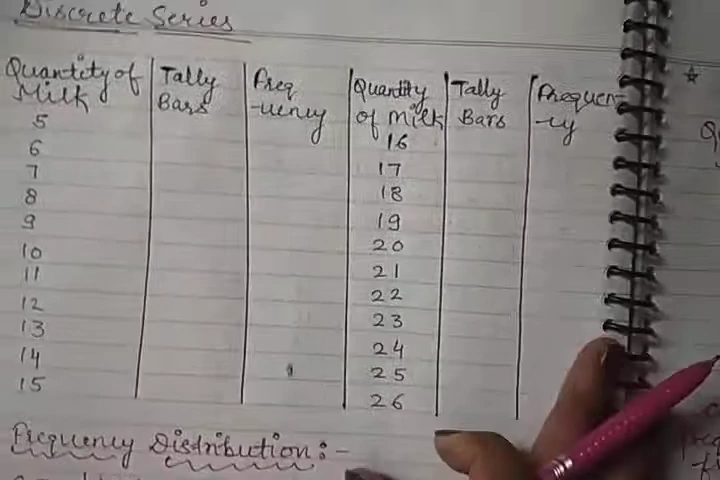 Discrete Series
Quantity of Milk | Tally Bars | Freq-uency | Quantity of Milk | Tally Bars | Frequen-cy
5 | | | 16
6 | | | 17
7 | | | 18
8 | | | 19
9 | | | 20
10 | | | 21
11 | | | 22
12 | | | 23
13 | | | 24
14 | | | 25
15 | | | 26
Frequency Distribution:-